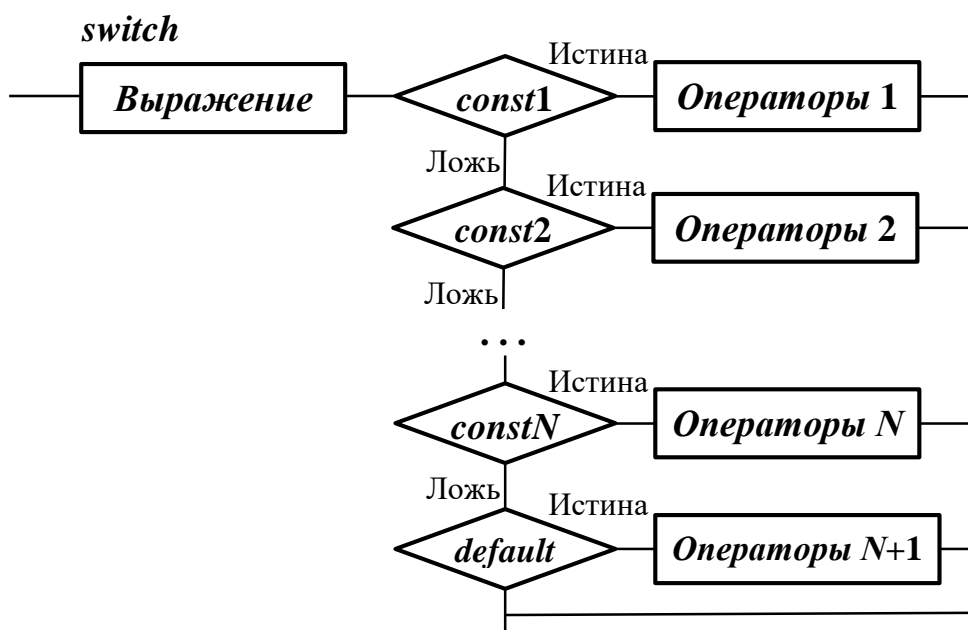 switch
Истина
Выражение
const1
Операторы 1
Ложь
Истина
const2
Операторы 2
Ложь
...
Истина
constN
Операторы N
Ложь
Истина
default
Операторы N+1